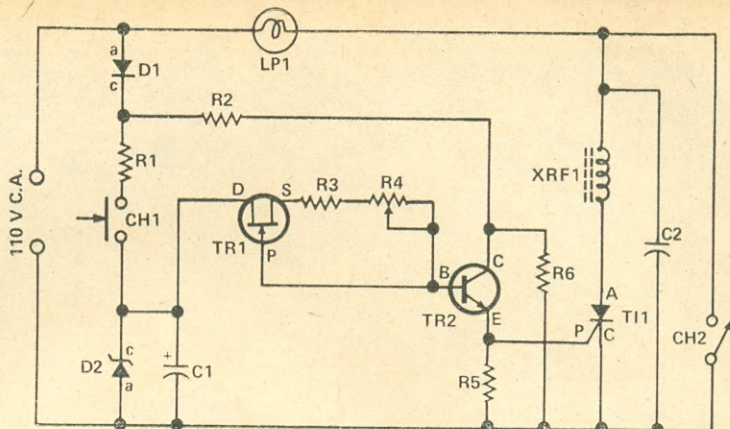 LP1
a
D1
c
R2
R1
XRF1
110 V C.A.
D
S
R3
R4
CH1
TR1
P
C2
C
B
R6
TR2
E
A
P
TI1
C
CH2
c
D2
a
+
C1
R5